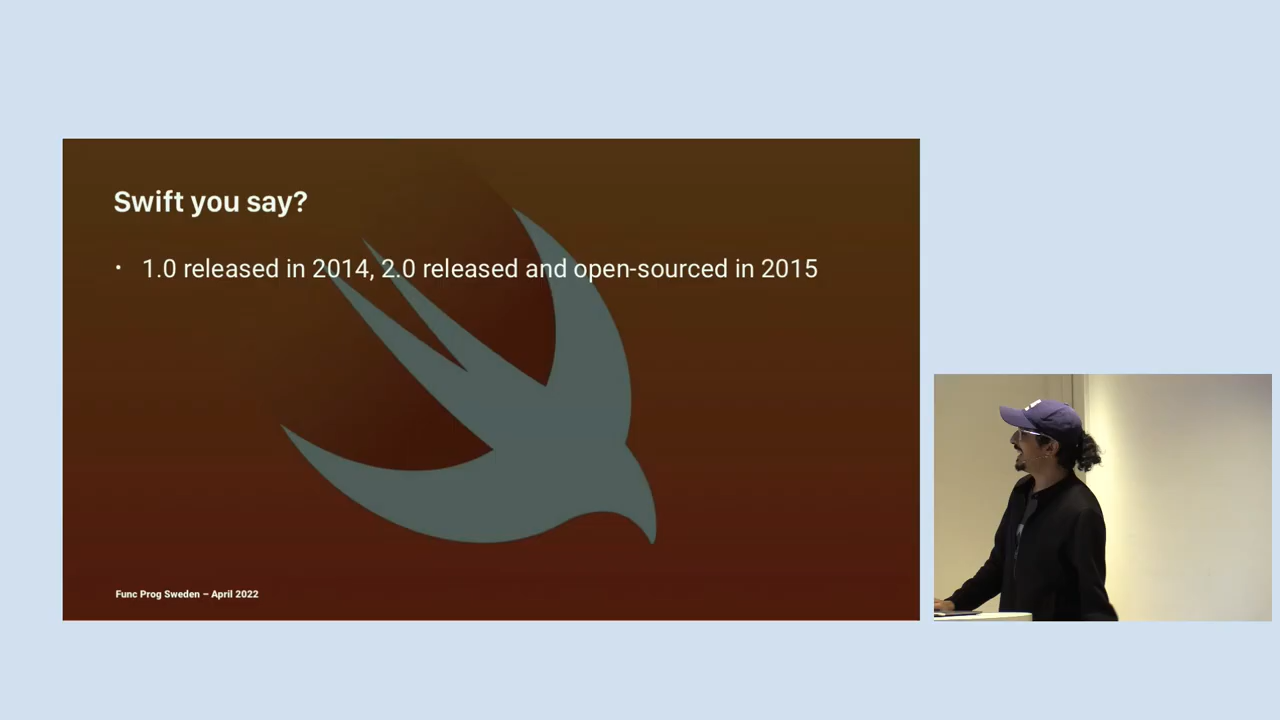 Swift you say?
• 1.0 released in 2014, 2.0 released and open-sourced in 2015
Func Prog Sweden – April 2022